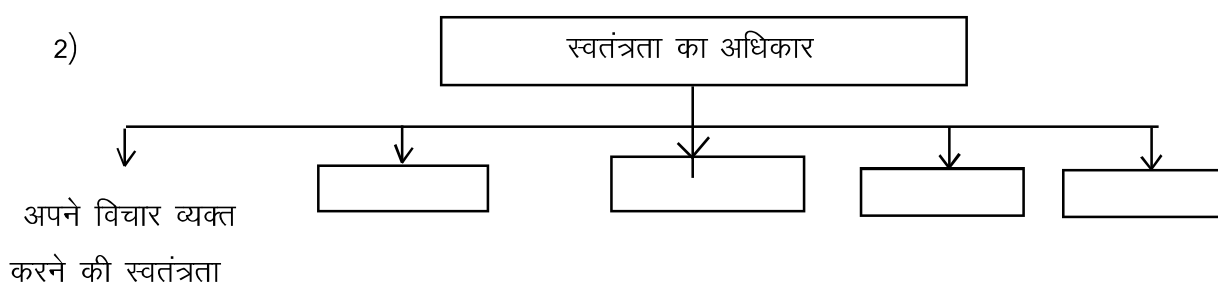 2)
स्वतंत्रता का अधिकार
अपने विचार व्यक्त
करने की स्वतंत्रता